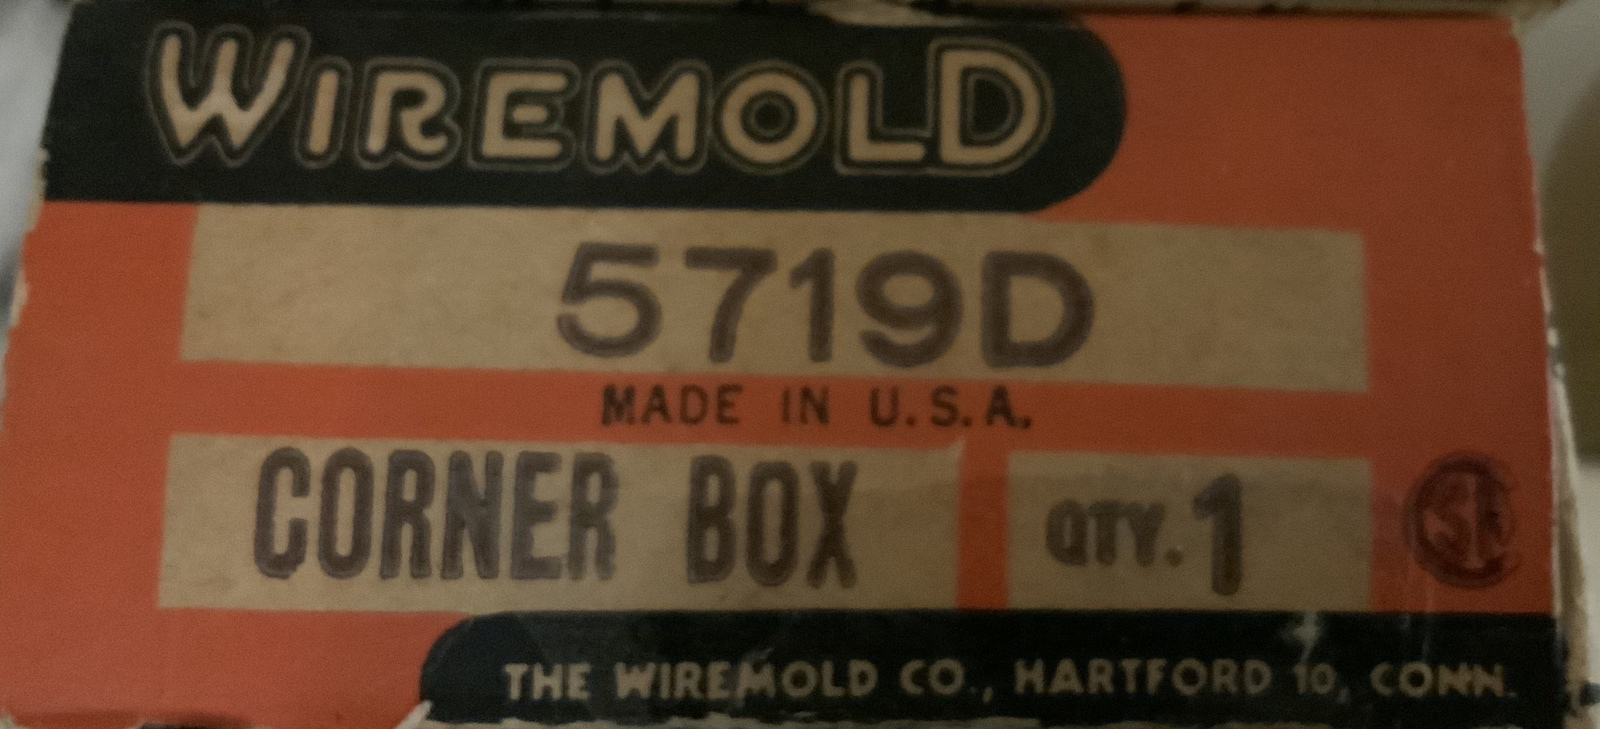 WIREMOLD
5719D
MADE IN U.S.A.
CORNER BOX
QTY. 1
THE WIREMOLD CO., HARTFORD 10, CONN.